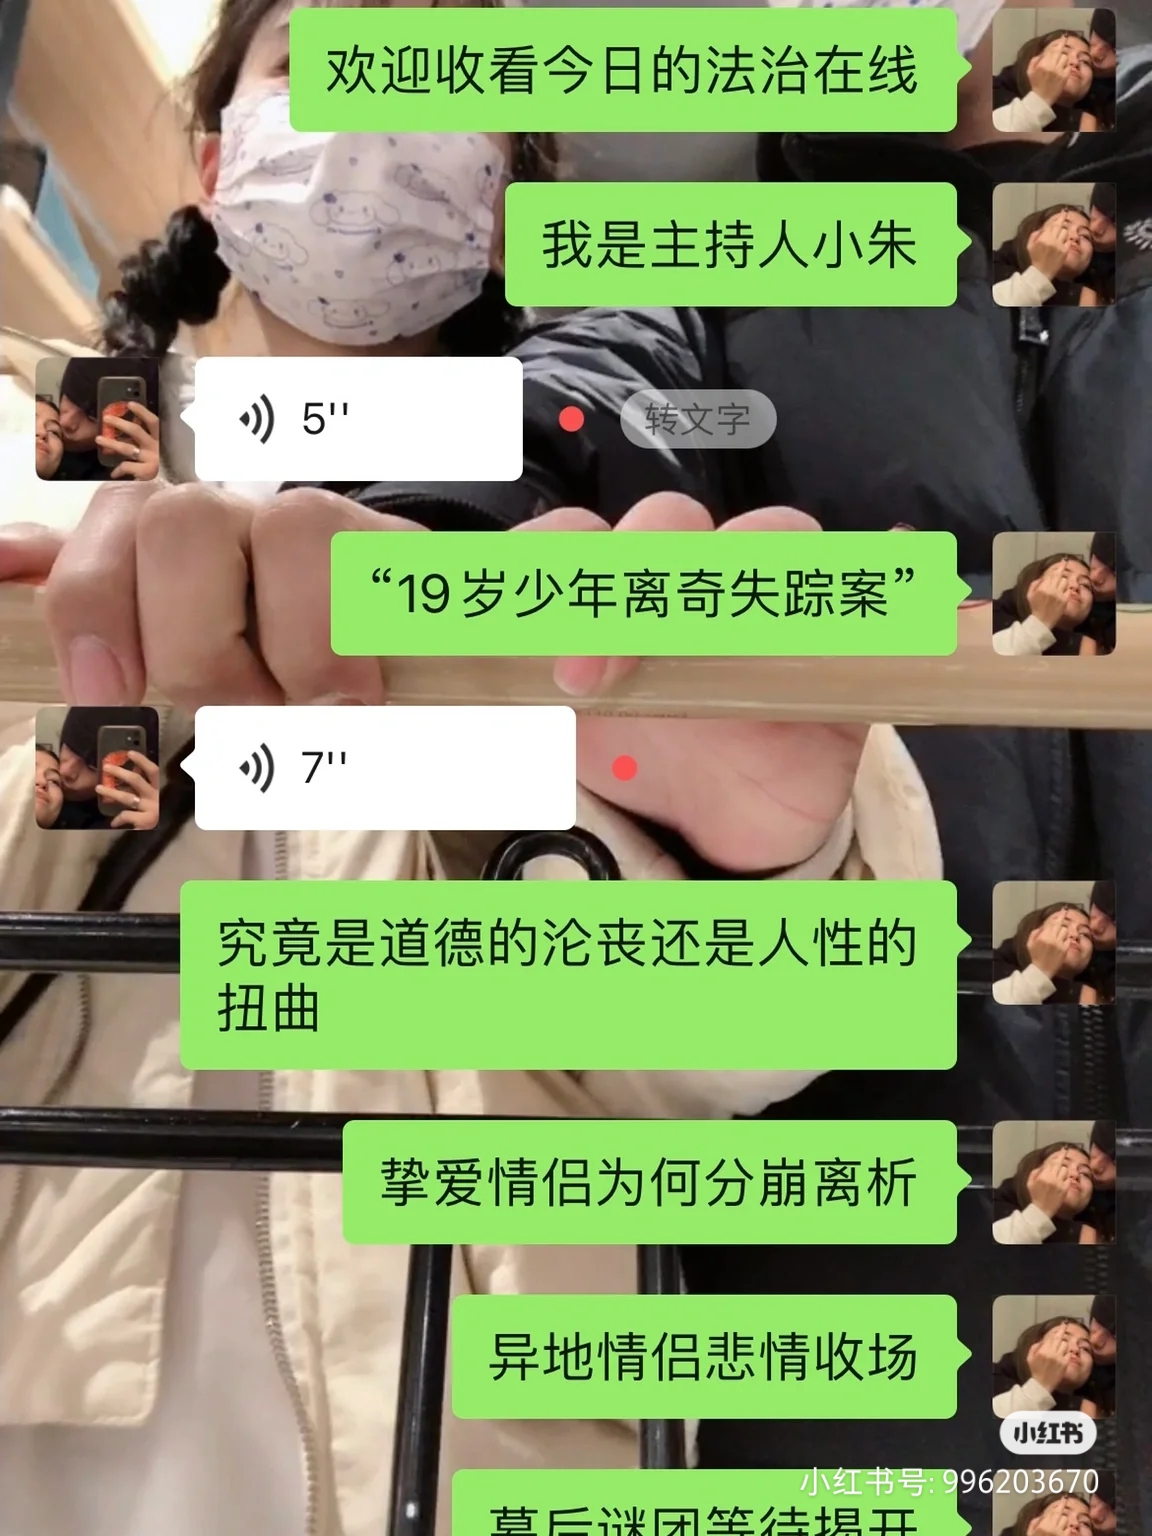 欢迎收看今日的法治在线
我是主持人小朱
5''
转文字
“19岁少年离奇失踪案”
7''
究竟是道德的沦丧还是人性的
扭曲
挚爱情侣为何分崩离析
异地情侣悲情收场
小红书
小红书号: 996203670
幕后谜团等待揭开